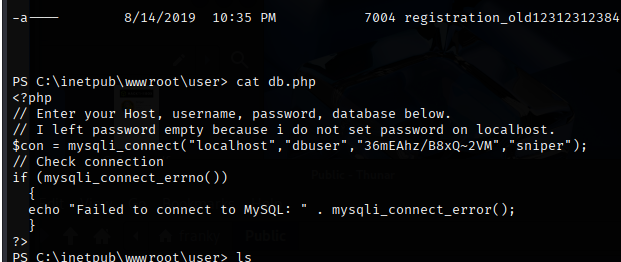 -a----         8/14/2019  10:35 PM           7004 registration_old12312312384
PS C:\inetpub\wwwroot\user> cat db.php
<?php
// Enter your Host, username, password, database below.
// I left password empty because i do not set password on localhost.
$con = mysqli_connect("localhost","dbuser","36mEAhz/B8xQ~2VM","sniper");
// Check connection
if (mysqli_connect_errno())
  {
  echo "Failed to connect to MySQL: " . mysqli_connect_error();
  }
?>
PS C:\inetpub\wwwroot\user> ls